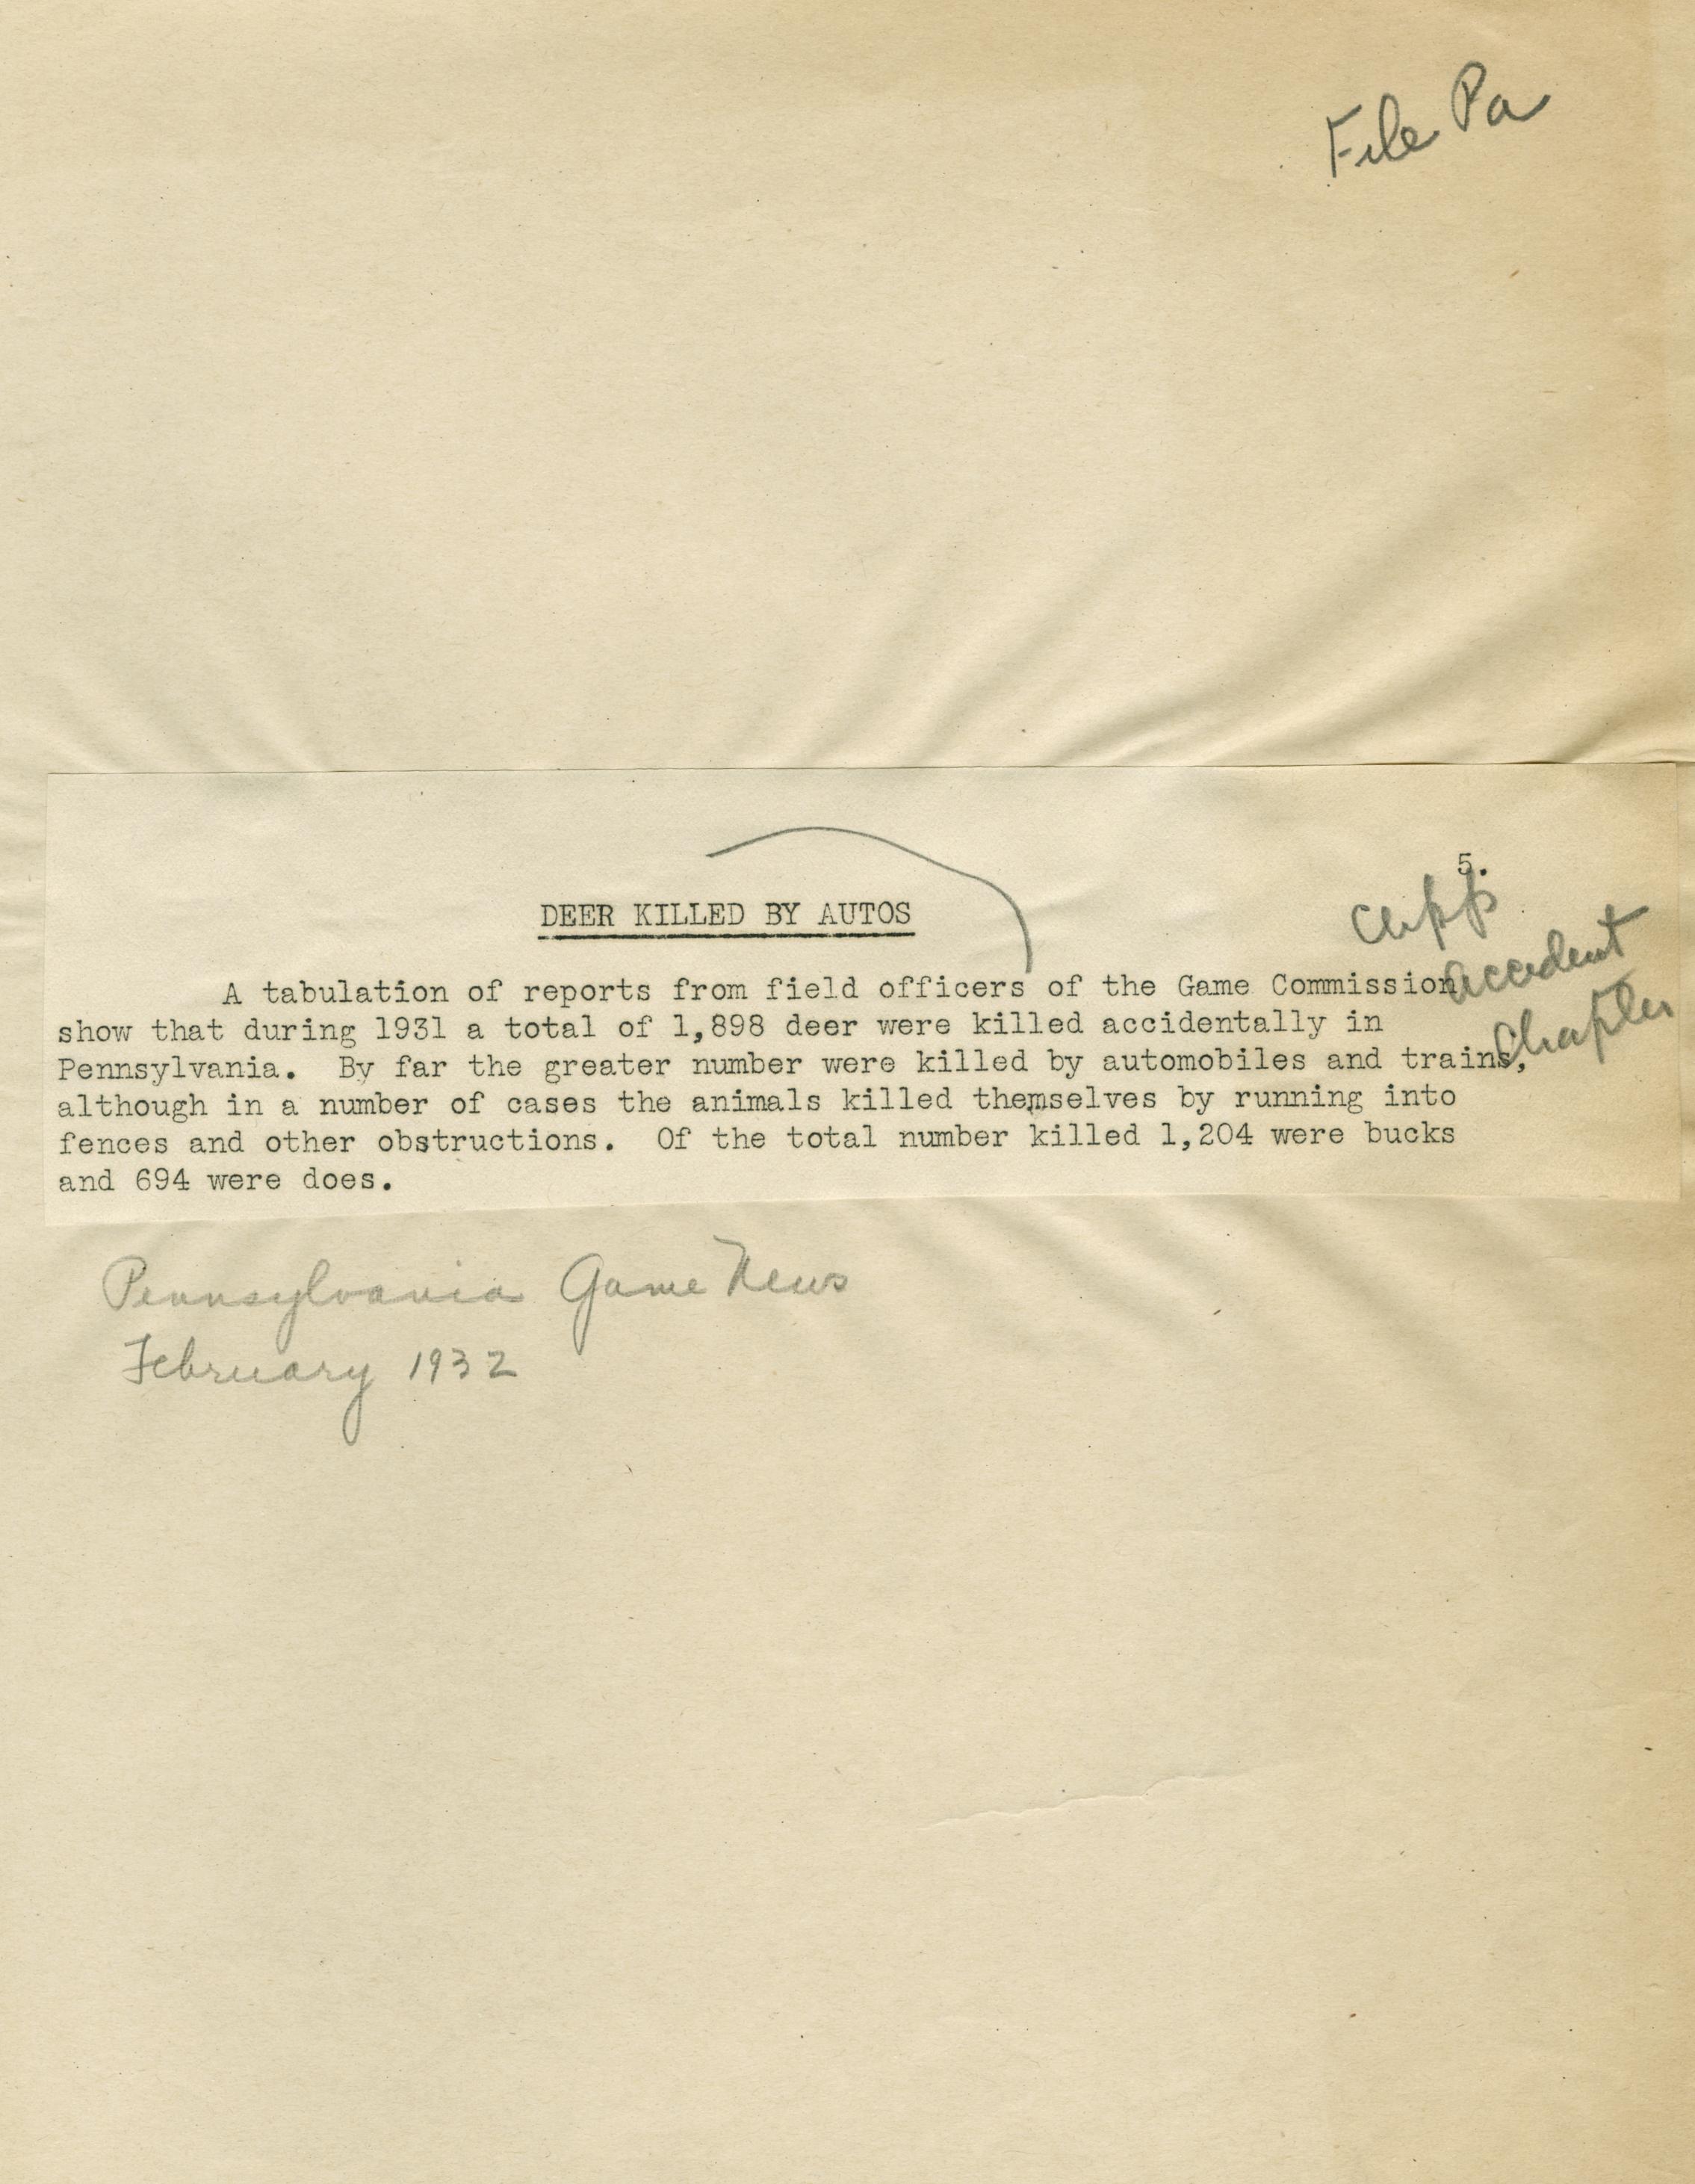 File Pa
5.
Clipp
Accident
Chapter
DEER KILLED BY AUTOS
A tabulation of reports from field officers of the Game Commission
show that during 1931 a total of 1,898 deer were killed accidentally in
Pennsylvania. By far the greater number were killed by automobiles and trains,
although in a number of cases the animals killed themselves by running into
fences and other obstructions. Of the total number killed 1,204 were bucks
and 694 were does.
Pennsylvania Game News
February 1932